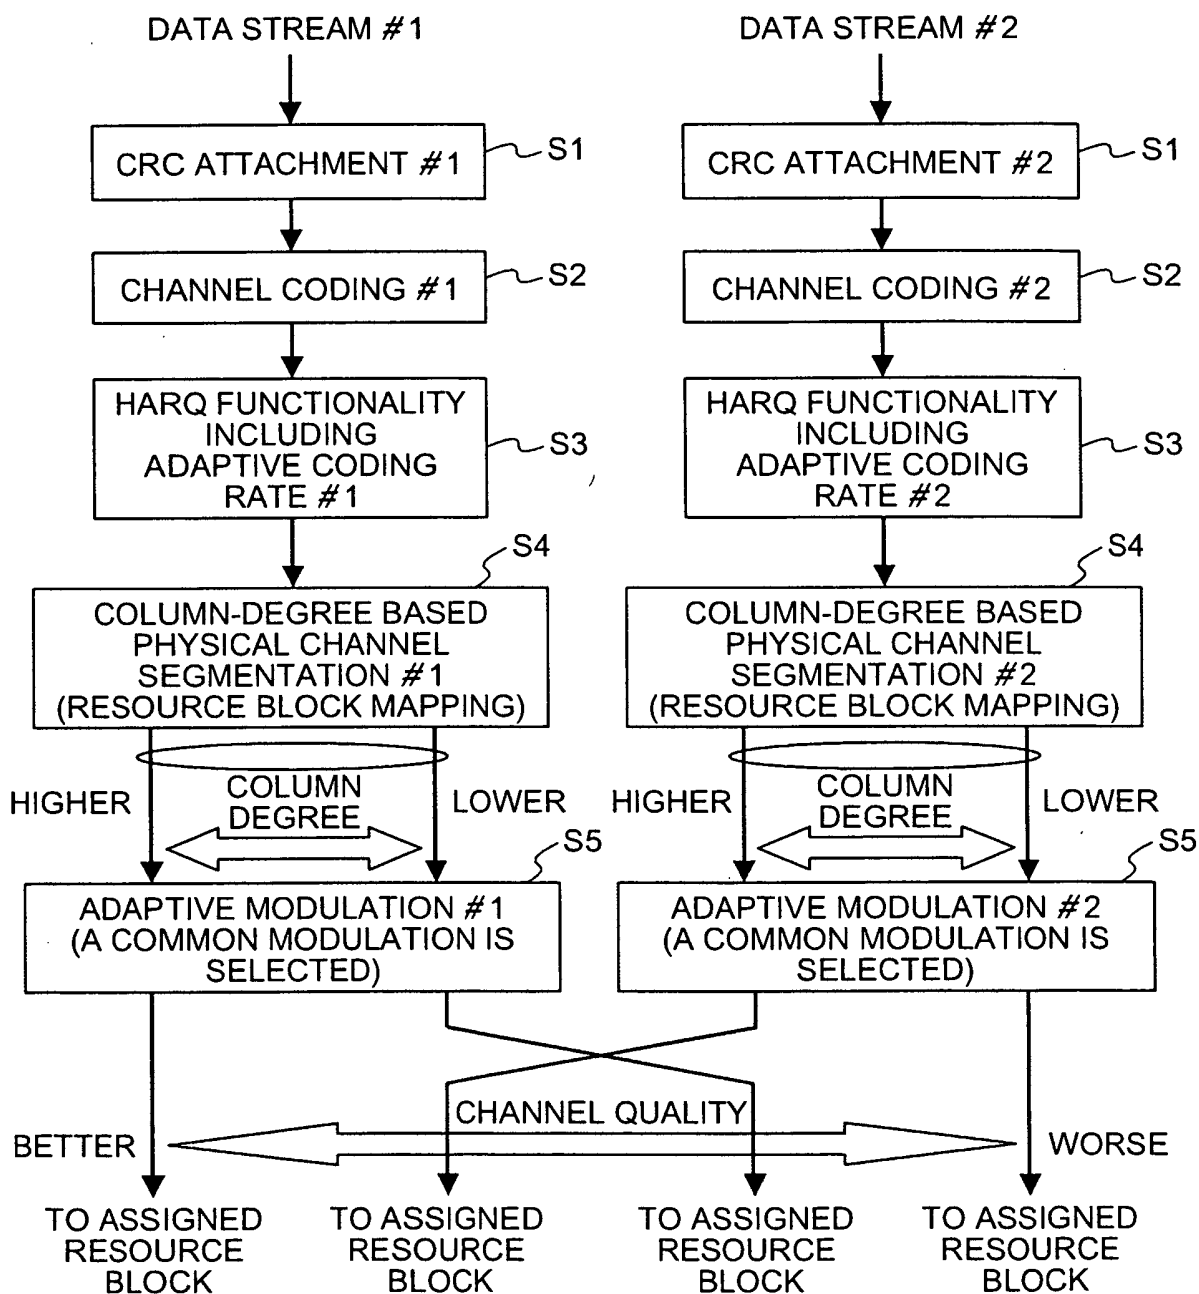 DATA STREAM #1
DATA STREAM #2
CRC ATTACHMENT #1
S1
CRC ATTACHMENT #2
S1
CHANNEL CODING #1
S2
CHANNEL CODING #2
S2
HARQ FUNCTIONALITY
INCLUDING
ADAPTIVE CODING
RATE #1
S3
HARQ FUNCTIONALITY
INCLUDING
ADAPTIVE CODING
RATE #2
S3
S4
COLUMN-DEGREE BASED
PHYSICAL CHANNEL
SEGMENTATION #1
(RESOURCE BLOCK MAPPING)
S4
COLUMN-DEGREE BASED
PHYSICAL CHANNEL
SEGMENTATION #2
(RESOURCE BLOCK MAPPING)
HIGHER
COLUMN
DEGREE
LOWER
HIGHER
COLUMN
DEGREE
LOWER
S5
ADAPTIVE MODULATION #1
(A COMMON MODULATION IS
SELECTED)
S5
ADAPTIVE MODULATION #2
(A COMMON MODULATION IS
SELECTED)
CHANNEL QUALITY
BETTER
WORSE
TO ASSIGNED
RESOURCE
BLOCK
TO ASSIGNED
RESOURCE
BLOCK
TO ASSIGNED
RESOURCE
BLOCK
TO ASSIGNED
RESOURCE
BLOCK